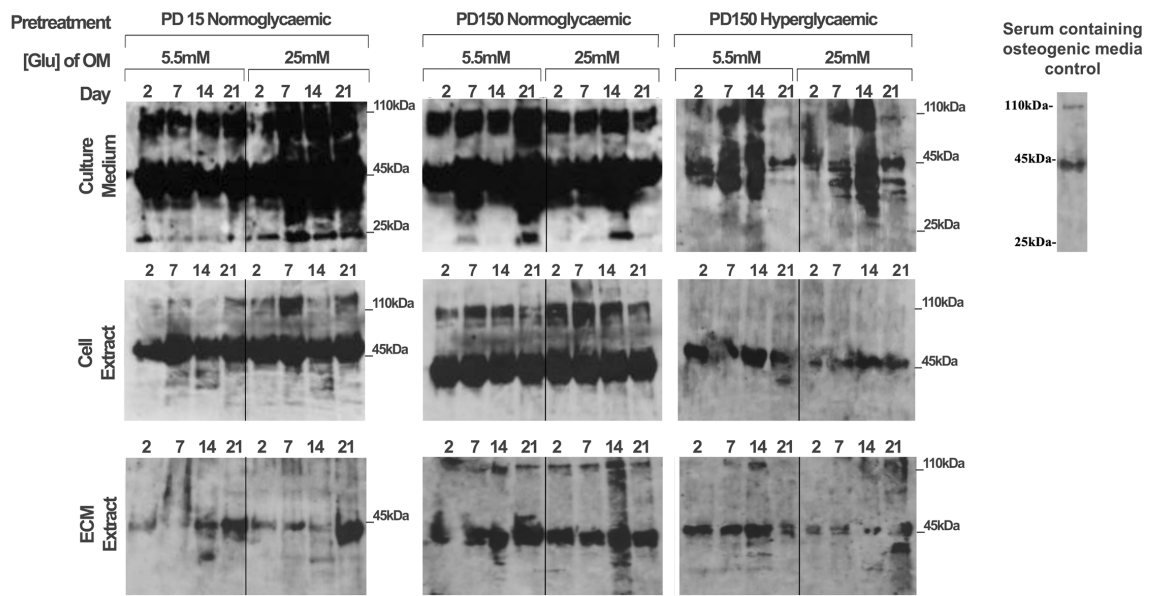 Pretreatment PD 15 Normoglycaemic PD150 Normoglycaemic PD150 Hyperglycaemic
Serum containing
osteogenic media
control
[Glu] of OM 5.5mM 25mM 5.5mM 25mM 5.5mM 25mM
Day 2 7 14 21 2 7 14 21 2 7 14 21 2 7 14 21 2 7 14 21 2 7 14 21
Culture
Medium
110kDa
45kDa
25kDa
110kDa
45kDa
25kDa
110kDa-
45kDa-
25kDa-
2 7 14 21 2 7 14 21 2 7 14 21 2 7 14 21 2 7 14 21 2 7 14 21
Cell
Extract
110kDa
45kDa
110kDa
45kDa
2 7 14 21 2 7 14 21 2 7 14 21 2 7 14 21 2 7 14 21 2 7 14 21
ECM
Extract
45kDa
110kDa
45kDa